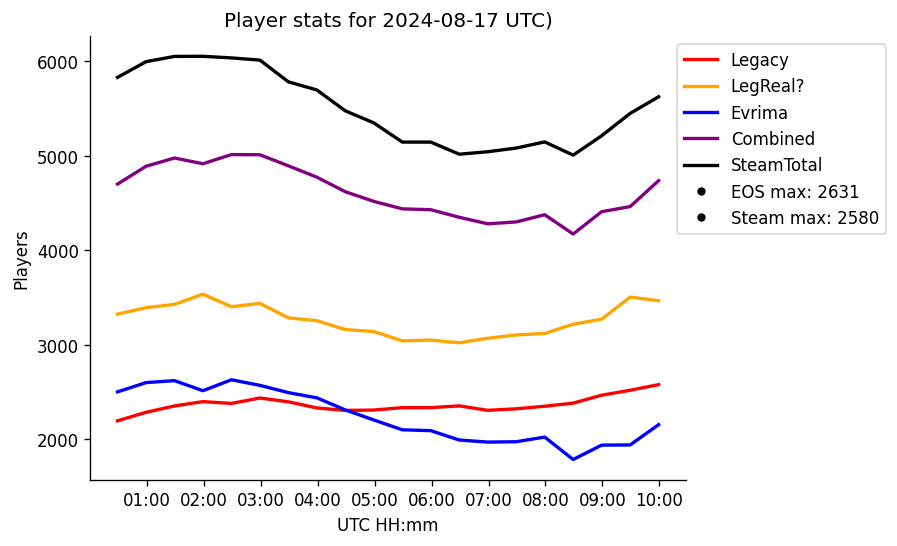 Player stats for 2024-08-17 UTC)
6000
5000
4000
3000
2000
Players
01:00 02:00 03:00 04:00 05:00 06:00 07:00 08:00 09:00 10:00
UTC HH:mm
Legacy
LegReal?
Evrima
Combined
SteamTotal
EOS max: 2631
Steam max: 2580